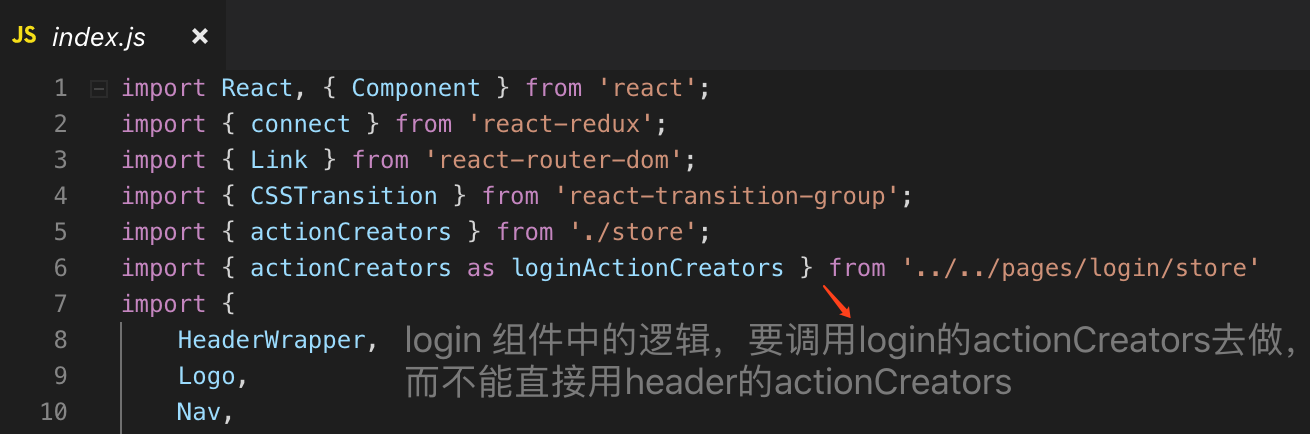 JS index.js ×
1 import React, { Component } from 'react';
2 import { connect } from 'react-redux';
3 import { Link } from 'react-router-dom';
4 import { CSSTransition } from 'react-transition-group';
5 import { actionCreators } from './store';
6 import { actionCreators as loginActionCreators } from '../../pages/login/store'
7 import {
8 HeaderWrapper,
login 组件中的逻辑，要调用login的actionCreators去做，
9 Logo,
而不能直接用header的actionCreators
10 Nav,